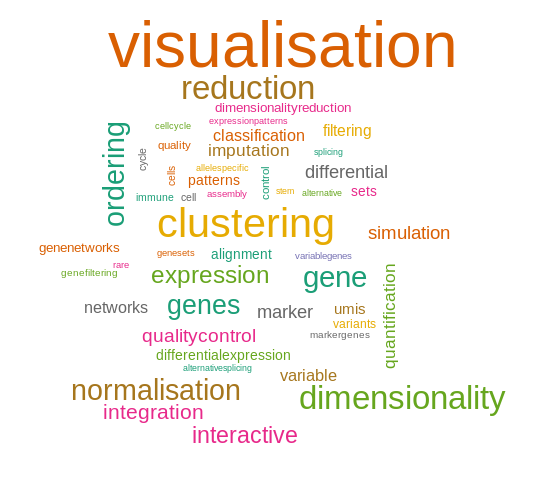 visualisation
reduction
dimensionalityreduction
expressionpatterns
cellcycle
classification
filtering
ordering
quality
imputation
splicing
cycle
cells
allelespecific
control
differential
patterns
immune
cell
assembly
stem
alternative
sets
clustering
simulation
genenetworks
genesets
alignment
variablegenes
rare
genefiltering
expression
gene
quantification
networks
genes
marker
umis
variants
markergenes
qualitycontrol
differentialexpression
alternativesplicing
variable
normalisation
dimensionality
integration
interactive